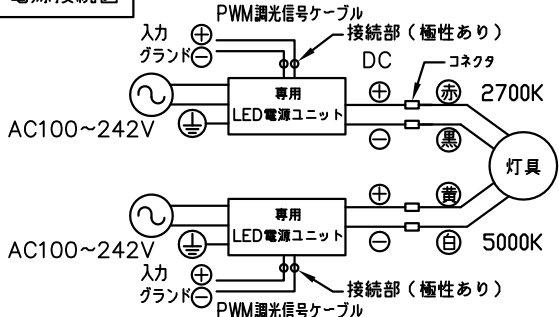 電源接続図
PWM調光信号ケーブル
入力 ⊕
グランド ⊖
接続部（極性あり）
DC
コネクタ
専用
LED電源ユニット
AC100~242V
⊕ 赤 2700K
⊖ 黒
灯具
専用
LED電源ユニット
AC100~242V
⊕ 黄
⊖ 白 5000K
入力 ⊕
グランド ⊖
接続部（極性あり）
PWM調光信号ケーブル